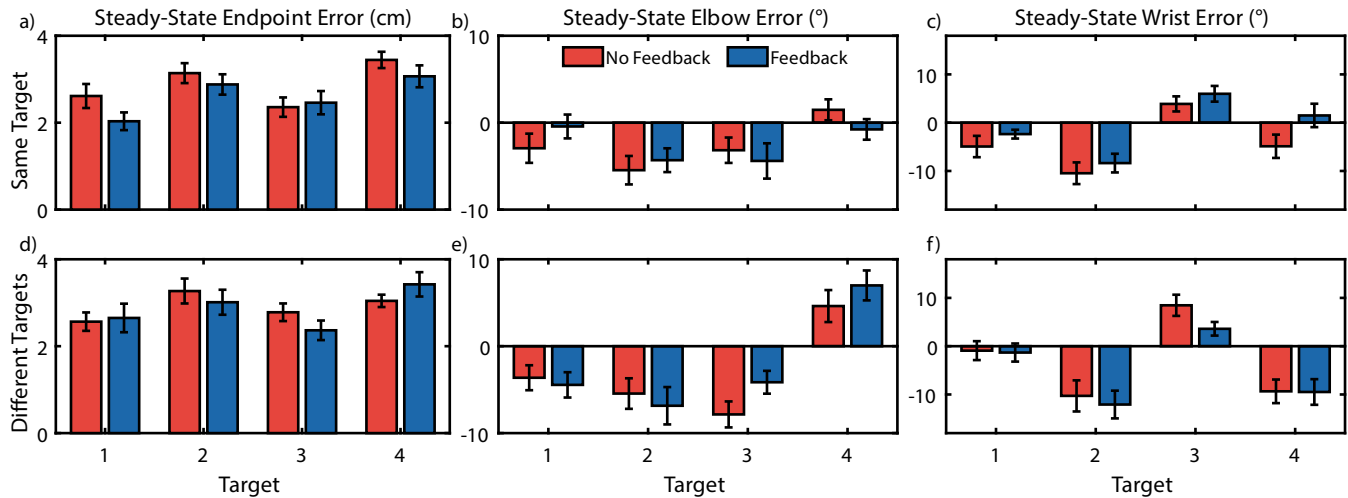 a) Steady-State Endpoint Error (cm)
b) Steady-State Elbow Error (°)
c) Steady-State Wrist Error (°)
Same Target
4
2
0
10
0
-10
No Feedback
Feedback
10
0
-10
d)
e)
f)
Different Targets
4
2
0
1 2 3 4
Target
10
0
-10
1 2 3 4
Target
10
0
-10
1 2 3 4
Target